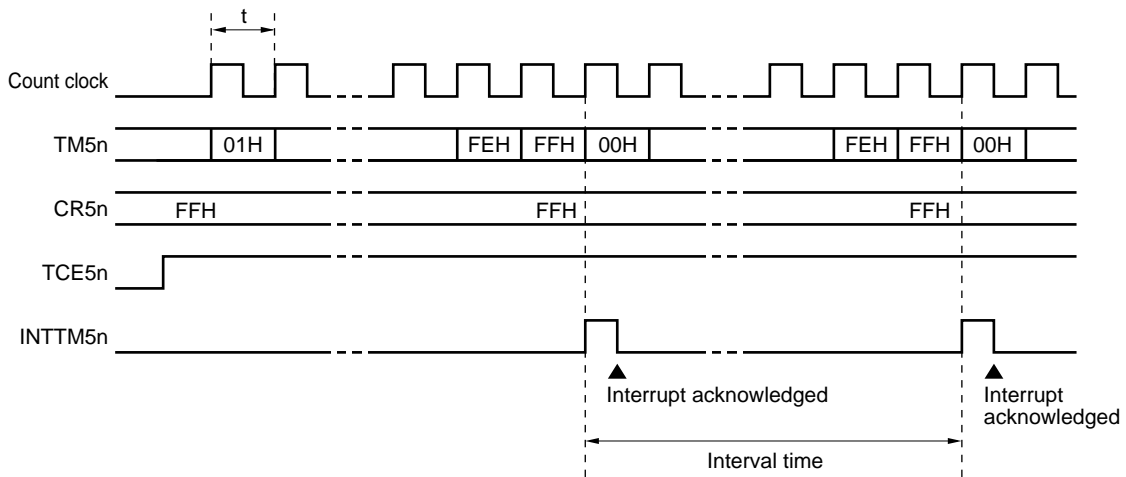 t
Count clock
TM5n 01H FEH FFH 00H FEH FFH 00H
CR5n FFH FFH FFH
TCE5n
INTTM5n
Interrupt acknowledged
Interrupt
acknowledged
Interval time